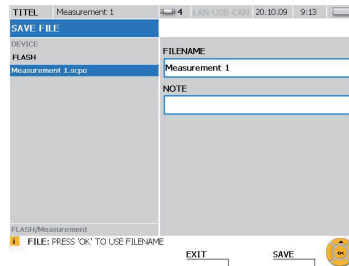 TITEL Measurement 1 4 LAN USB CAN 20.10.09 9:13
SAVE FILE
DEVICE
FLASH
Measurement 1.scpo
FILENAME
Measurement 1
NOTE
FLASH/Measurement
i FILE: PRESS 'OK' TO USE FILENAME
EXIT SAVE OK